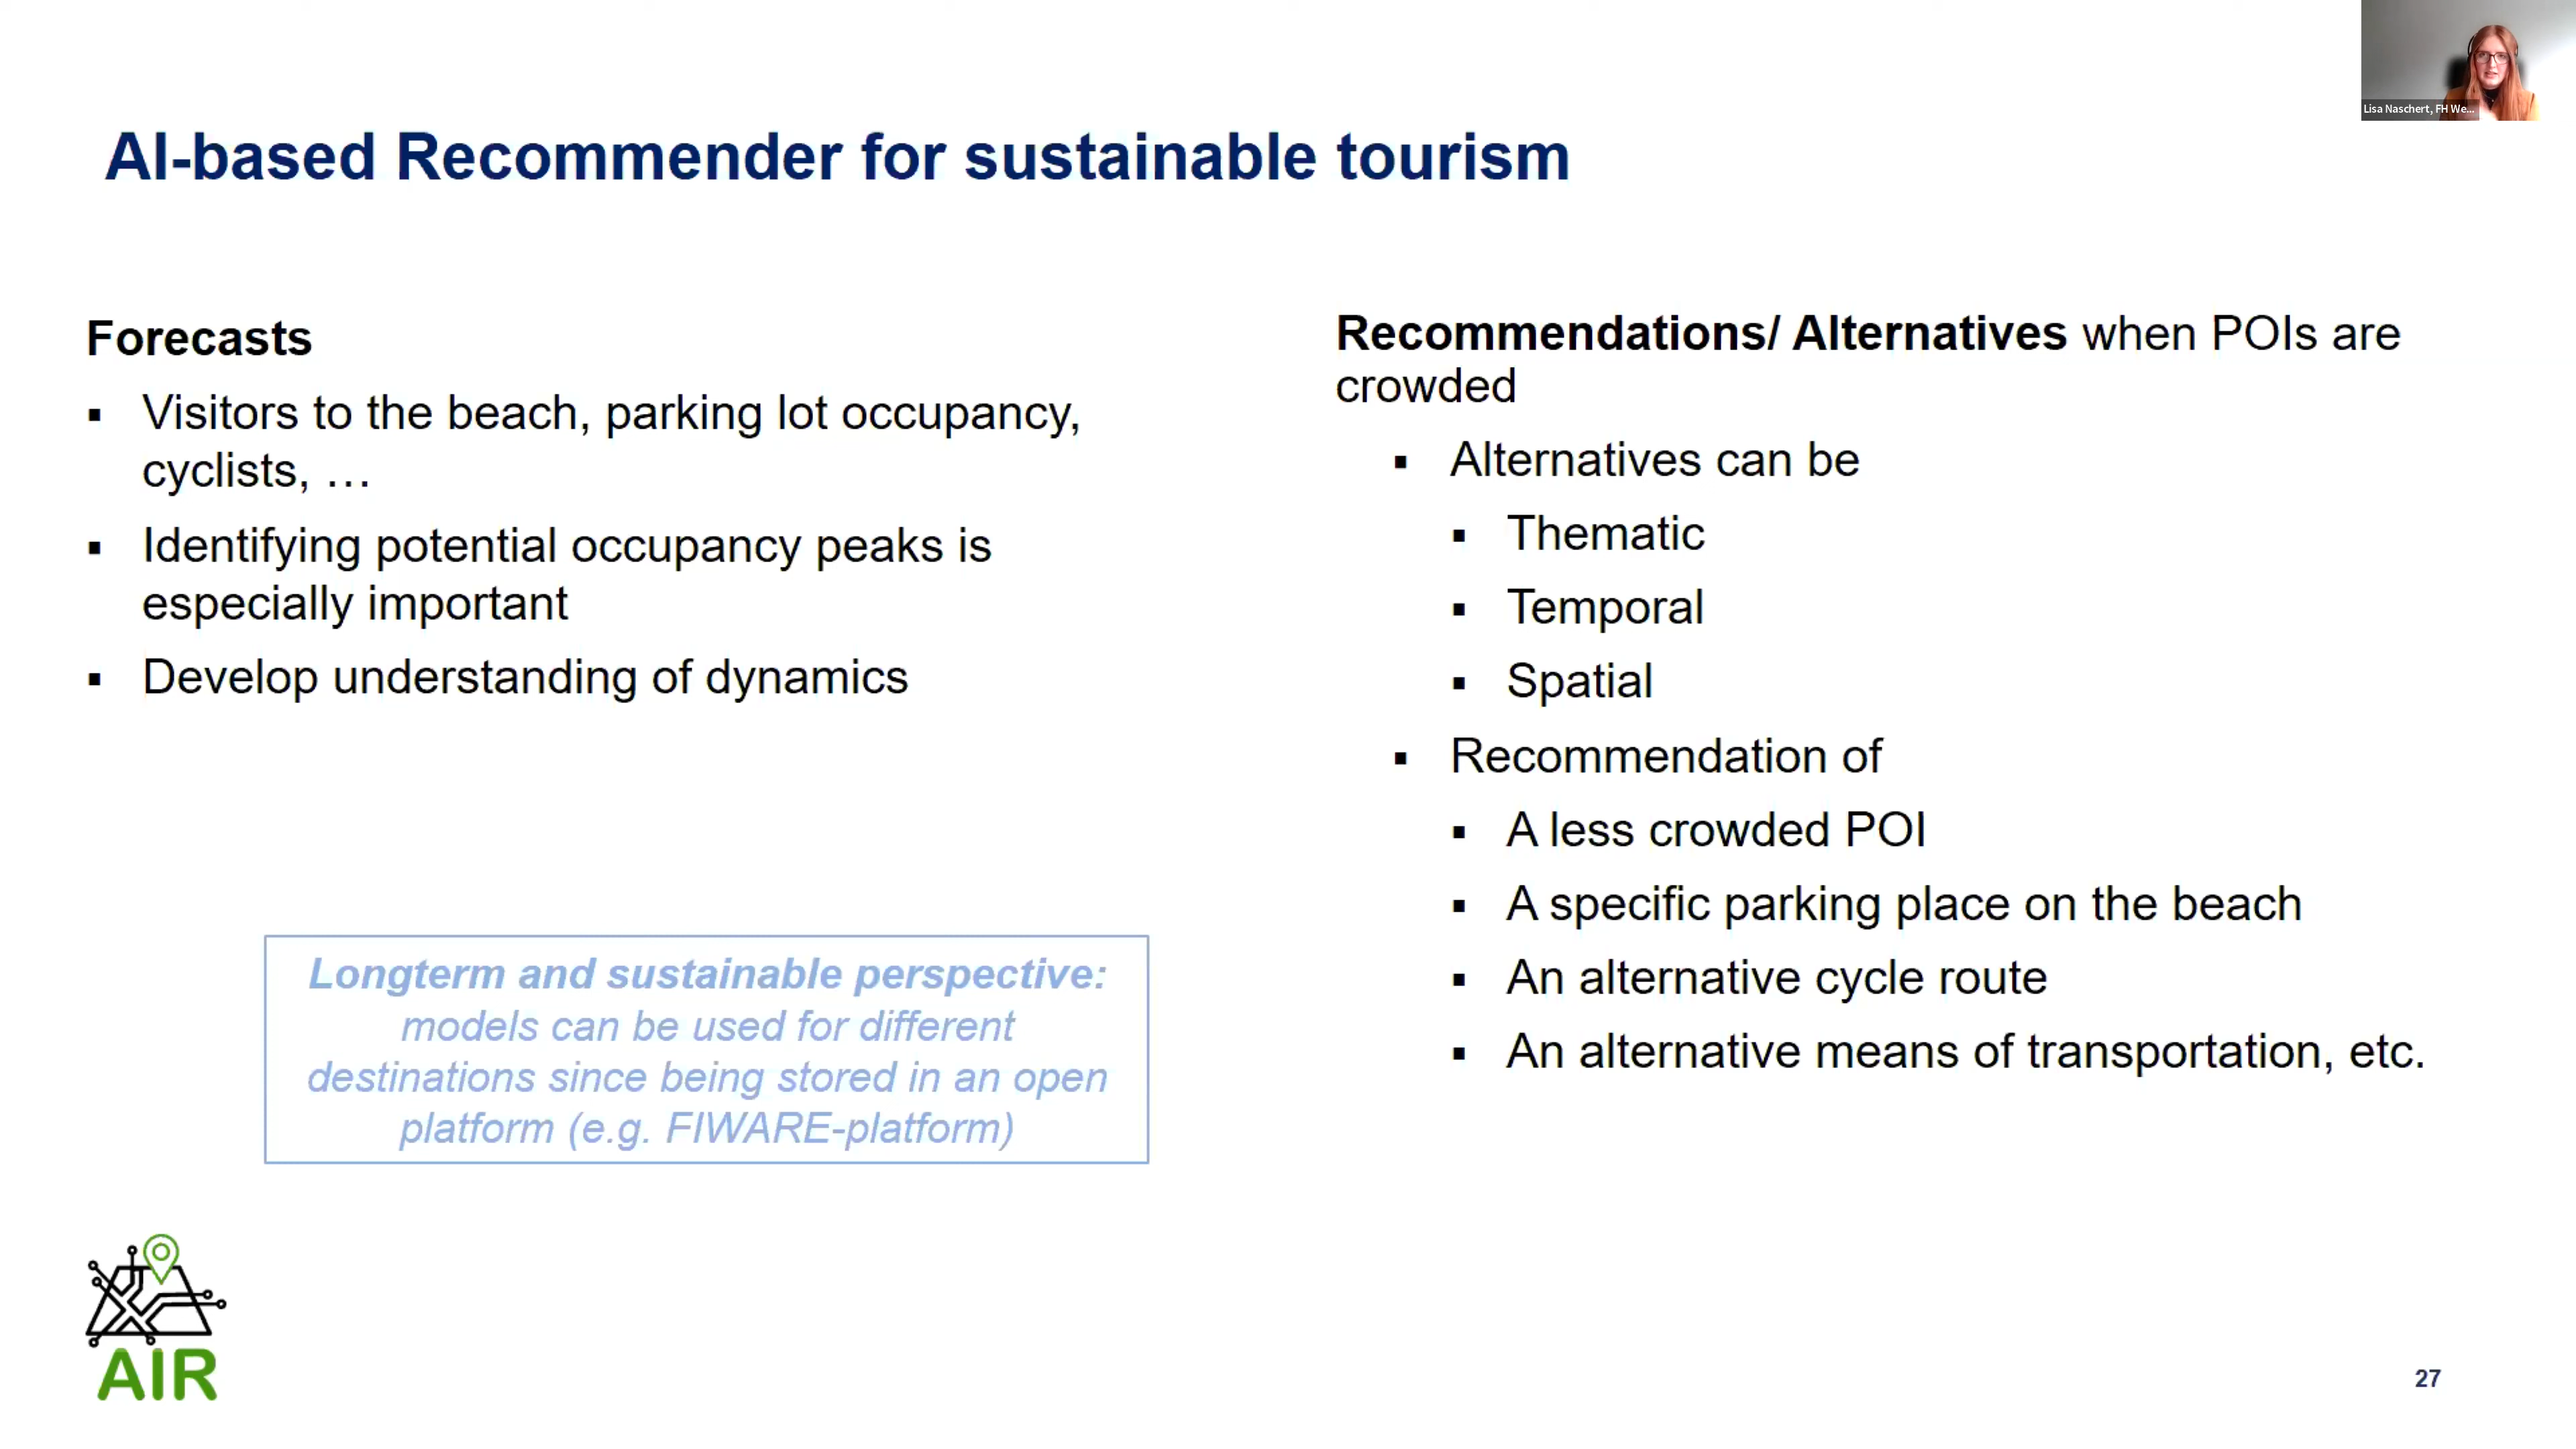 Lisa Naschert, FH We...
AI-based Recommender for sustainable tourism
Forecasts
▪ Visitors to the beach, parking lot occupancy,
cyclists, …
▪ Identifying potential occupancy peaks is
especially important
▪ Develop understanding of dynamics
Longterm and sustainable perspective:
models can be used for different
destinations since being stored in an open
platform (e.g. FIWARE-platform)
Recommendations/ Alternatives when POIs are
crowded
▪ Alternatives can be
▪ Thematic
▪ Temporal
▪ Spatial
▪ Recommendation of
▪ A less crowded POI
▪ A specific parking place on the beach
▪ An alternative cycle route
▪ An alternative means of transportation, etc.
AIR
27